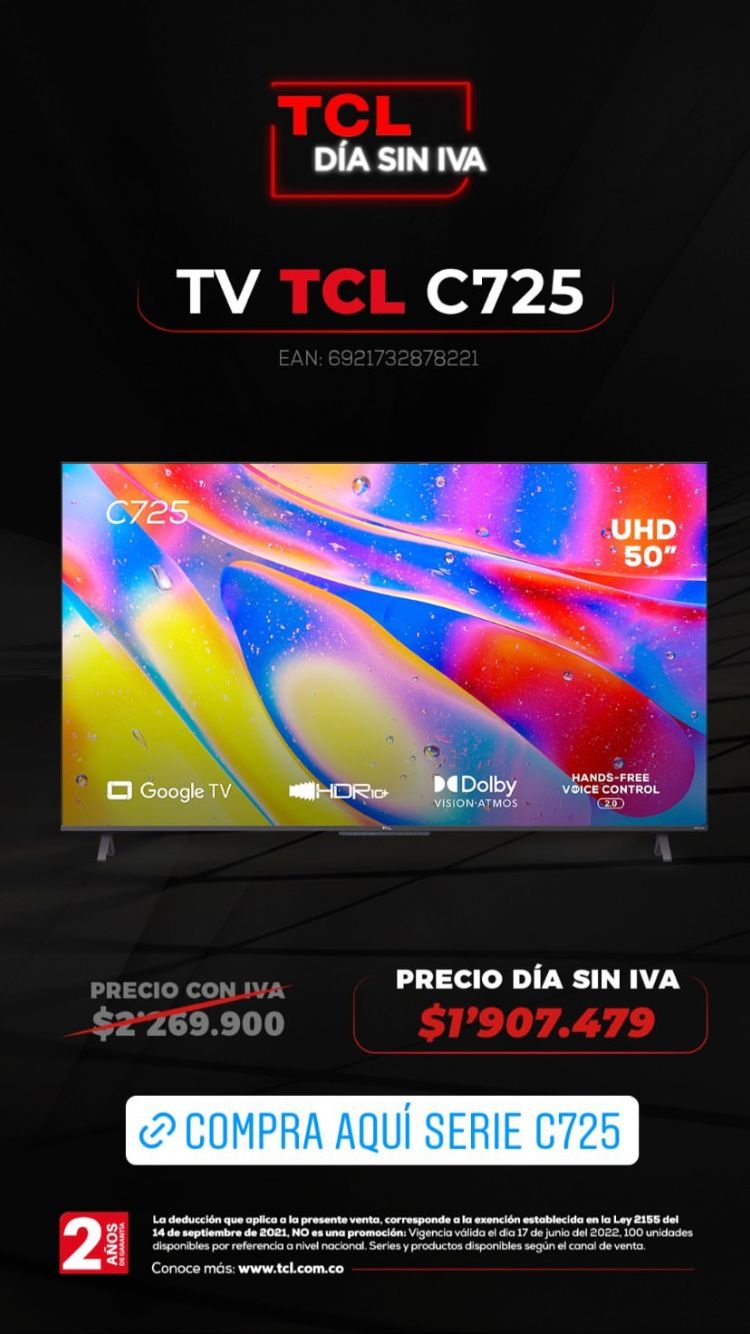 TCL
DÍA SIN IVA
TV TCL C725
EAN: 6921732878221
C725
UHD
50"
Google TV
HDR10+
Dolby
VISION·ATMOS
HANDS-FREE
VOICE CONTROL
2.0
TCL
PRECIO CON IVA
$2'269.900
PRECIO DÍA SIN IVA
$1'907.479
COMPRA AQUÍ SERIE C725
2 AÑOS
DE GARANTÍA
La deducción que aplica a la presente venta, corresponde a la exención establecida en la Ley 2155 del
14 de septiembre de 2021, NO es una promoción: Vigencia válida el día 17 de junio del 2022, 100 unidades
disponibles por referencia a nivel nacional. Series y productos disponibles según el canal de venta.
Conoce más: www.tcl.com.co